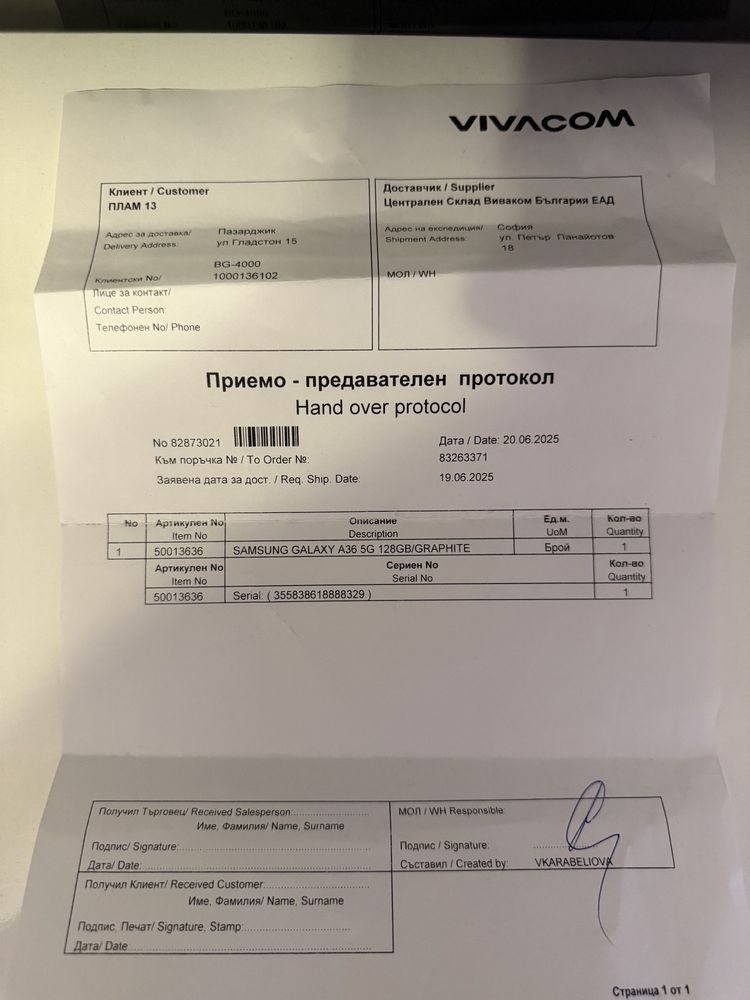 VIVACOM
Клиент / Customer
ПЛАМ 13
Адрес за доставка/ Пазарджик
Delivery Address: ул Гладстон 15
BG-4000
Клиентски No/ 1000136102
Лице за контакт/
Contact Person:
Телефонен No/ Phone
Доставчик / Supplier
Централен Склад Виваком България ЕАД
Адрес на експедиция/ София
Shipment Address: ул. Петър Панайотов
18
МОЛ / WH
Приемо - предавателен протокол
Hand over protocol
No 82873021
Дата / Date: 20.06.2025
Към поръчка № / To Order №: 83263371
Заявена дата за дост. / Req. Ship. Date: 19.06.2025
No Артикулен No Описание Ед.м. Кол-во
Item No Description UoM Quantity
1 50013636 SAMSUNG GALAXY A36 5G 128GB/GRAPHITE Брой 1
Артикулен No Сериен No Кол-во
Item No Serial No Quantity
50013636 Serial: ( 355838618888329 ) 1
Получил Търговец/ Received Salesperson:
Име, Фамилия/ Name, Surname
Подпис/ Signature:
Дата/ Date:
МОЛ / WH Responsible:
Подпис / Signature:
Съставил / Created by: VKARABELIOVA
Получил Клиент/ Received Customer
Име, Фамилия/ Name, Surname
Подпис, Печат/ Signature, Stamp:
Дата/ Date
Страница 1 от 1